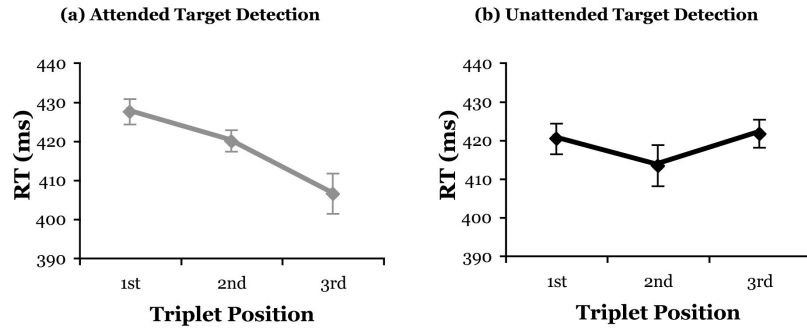 (a) Attended Target Detection
(b) Unattended Target Detection
440
430
420
410
400
390
RT (ms)
1st 2nd 3rd
Triplet Position
440
430
420
410
400
390
RT (ms)
1st 2nd 3rd
Triplet Position